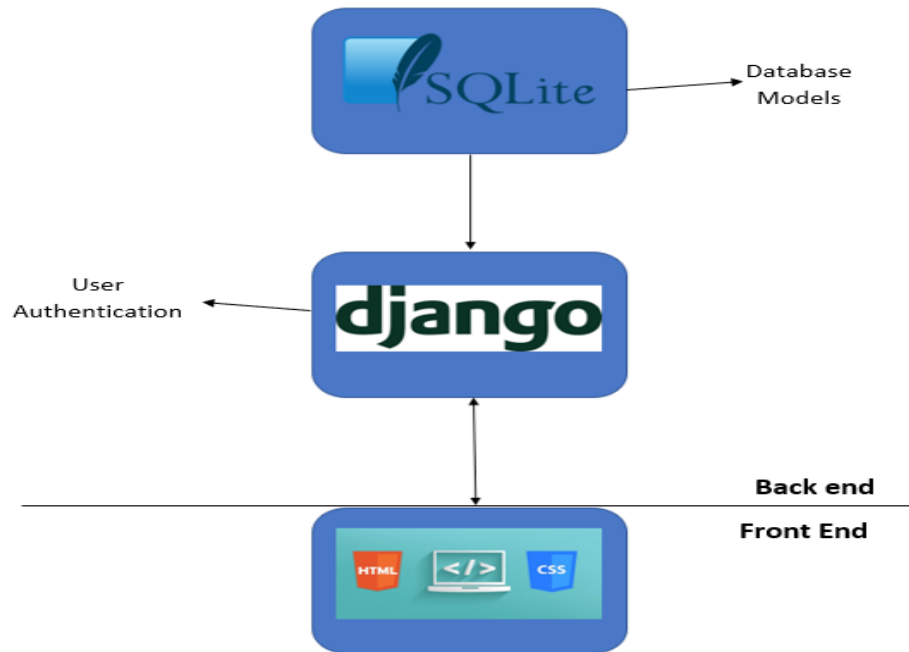 SQLite
Database
Models
User
Authentication
django
Back end
Front End
HTML
</>
CSS